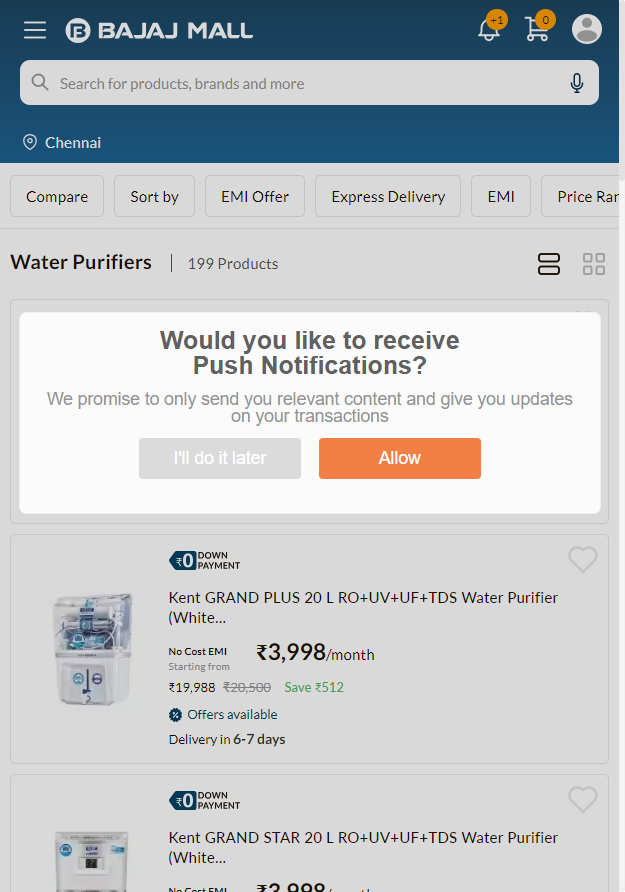 BAJAJ MALL
+1
0
Search for products, brands and more
Chennai
Compare
Sort by
EMI Offer
Express Delivery
EMI
Price Ran
Water Purifiers | 199 Products
Would you like to receive
Push Notifications?
We promise to only send you relevant content and give you updates
on your transactions
I'll do it later
Allow
₹0 DOWN
PAYMENT
Kent GRAND PLUS 20 L RO+UV+UF+TDS Water Purifier
(White...
No Cost EMI
Starting from
₹3,998/month
₹19,988 ₹20,500 Save ₹512
Offers available
Delivery in 6-7 days
₹0 DOWN
PAYMENT
Kent GRAND STAR 20 L RO+UV+UF+TDS Water Purifier
(White...
No Cost EMI
₹3,998/month